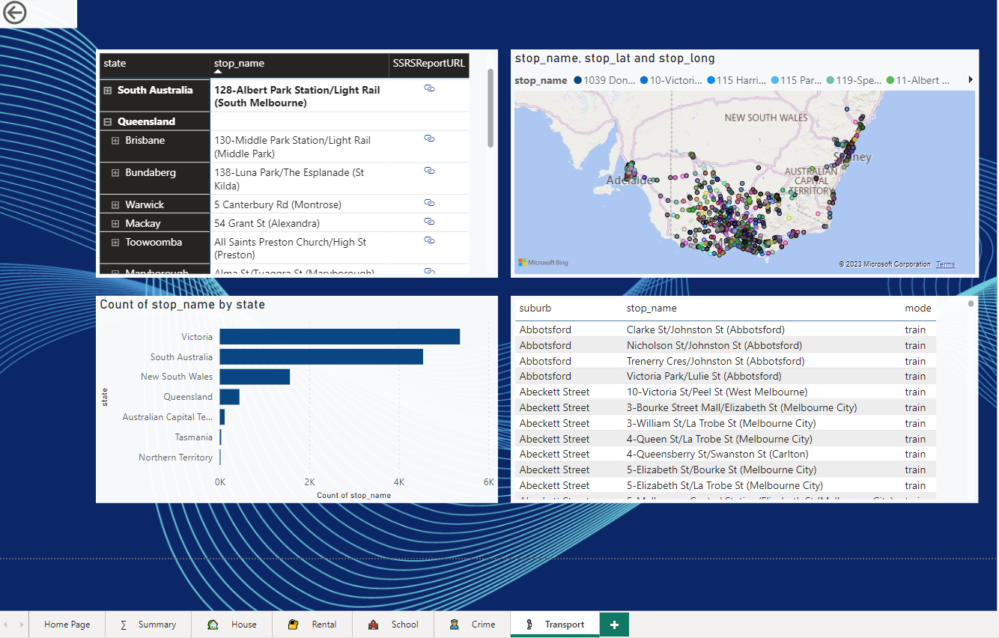 state stop_name SSRSReportURL
South Australia 128-Albert Park Station/Light Rail
(South Melbourne)
Queensland
Brisbane 130-Middle Park Station/Light Rail
(Middle Park)
Bundaberg 138-Luna Park/The Esplanade (St
Kilda)
Warwick 5 Canterbury Rd (Montrose)
Mackay 54 Grant St (Alexandra)
Toowoomba All Saints Preston Church/High St
(Preston)
Maryborough Alma St/Tuaggra St (Maryborough)
stop_name, stop_lat and stop_long
stop_name 1039 Don... 10-Victori... 115 Harri... 115 Par... 119-Spe... 11-Albert ...
NEW SOUTH WALES
Sydney
AUSTRALIAN
CAPITAL
TERRITORY
Adelaide
Microsoft Bing
© 2023 Microsoft Corporation Terms
Count of stop_name by state
state
Victoria
South Australia
New South Wales
Queensland
Australian Capital Te...
Tasmania
Northern Territory
0K 2K 4K 6K
Count of stop_name
suburb stop_name mode
Abbotsford Clarke St/Johnston St (Abbotsford) train
Abbotsford Nicholson St/Johnston St (Abbotsford) train
Abbotsford Trenerry Cres/Johnston St (Abbotsford) train
Abbotsford Victoria Park/Lulie St (Abbotsford) train
Abeckett Street 10-Victoria St/Peel St (West Melbourne) train
Abeckett Street 3-Bourke Street Mall/Elizabeth St (Melbourne City) train
Abeckett Street 3-William St/La Trobe St (Melbourne City) train
Abeckett Street 4-Queen St/La Trobe St (Melbourne City) train
Abeckett Street 4-Queensberry St/Swanston St (Carlton) train
Abeckett Street 5-Elizabeth St/Bourke St (Melbourne City) train
Abeckett Street 5-Elizabeth St/La Trobe St (Melbourne City) train
Home Page Summary House Rental School Crime Transport